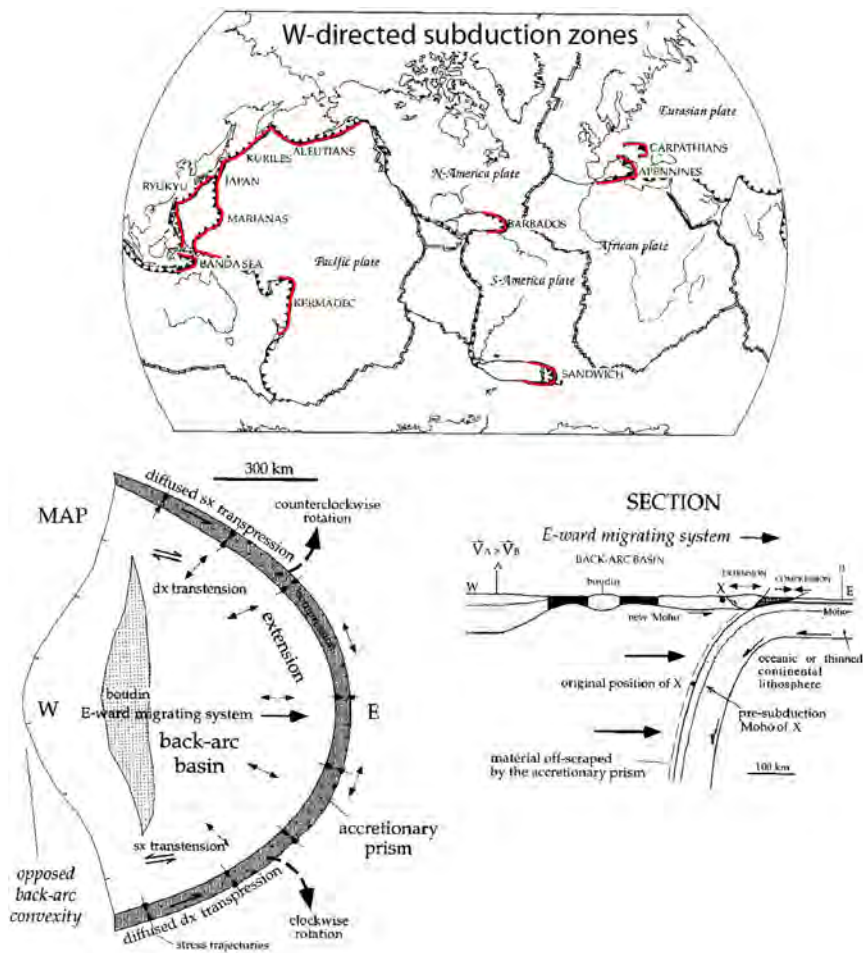 W-directed subduction zones
Eurasian plate
CARPATHIANS
APENNINES
ALEUTIANS
KURILES
N-America plate
RYUKYU
JAPAN
MARIANAS
BARBADOS
African plate
BANDA SEA
Pacific plate
S-America plate
KERMADEC
SANDWICH
MAP
300 km
diffused sx transpression
counterclockwise
rotation
dx transtension
extension
boudin
W
E-ward migrating system
E
back-arc
basin
sx transtension
accretionary
prism
opposed
back-arc
convexity
diffused dx transpression
clockwise
rotation
stress trajectories
SECTION
E-ward migrating system
V̄A > V̄B
BACK-ARC BASIN
EXTENSION
COMPRESSION
W
A
boudin
X
B
E
new Moho
Moho
oceanic or thinned
continental
lithosphere
original position of X
pre-subduction
Moho of X
material off-scraped
by the accretionary prism
100 km